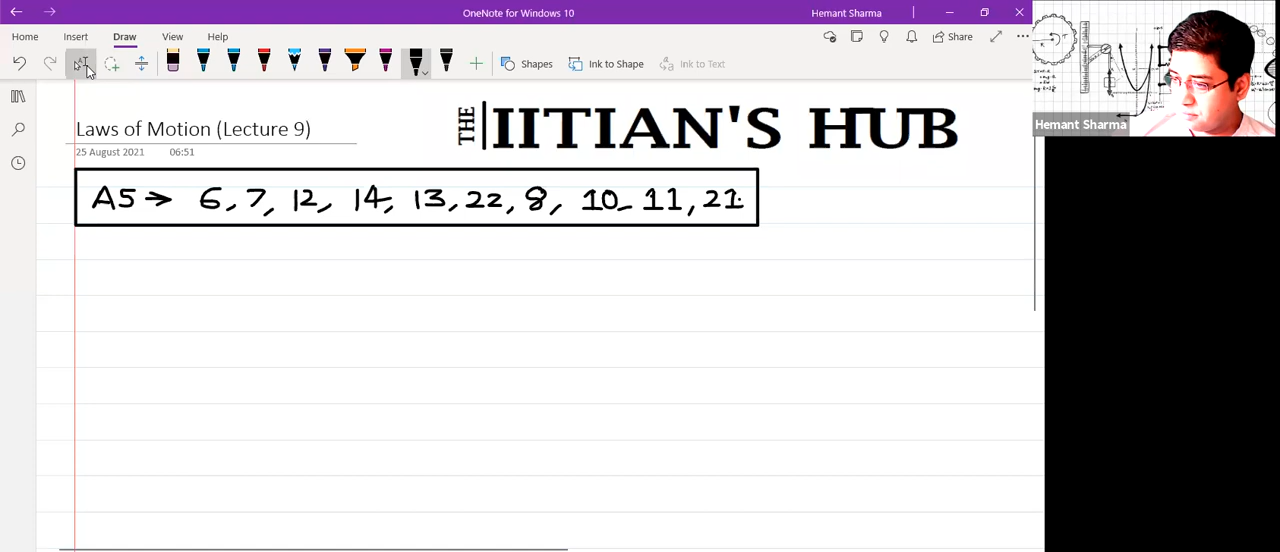 OneNote for Windows 10
Hemant Sharma
Home Insert Draw View Help
Share
Shapes
Ink to Shape
Ink to Text
Laws of Motion (Lecture 9)
25 August 2021 06:51
THE IITIAN'S HUB
A5 → 6, 7, 12, 14, 13, 22, 8, 10, 11, 21
Hemant Sharma